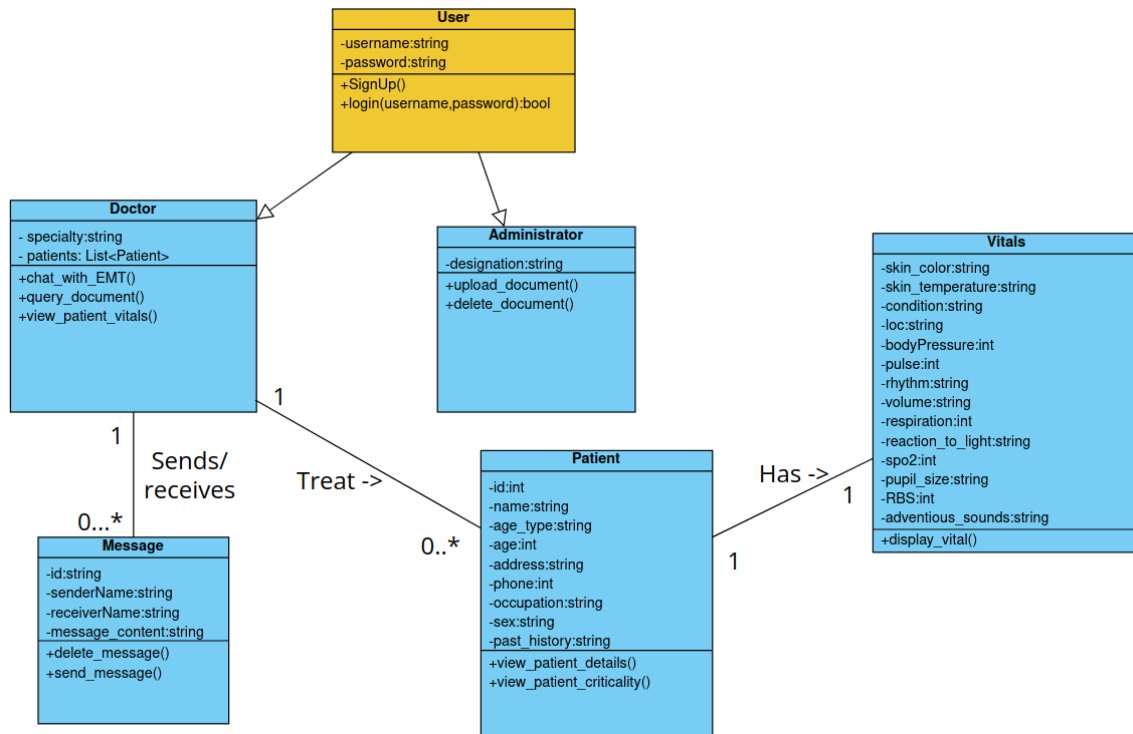 User
-username:string
-password:string
+SignUp()
+login(username,password):bool
Doctor
- specialty:string
- patients: List<Patient>
+chat_with_EMT()
+query_document()
+view_patient_vitals()
Administrator
-designation:string
+upload_document()
+delete_document()
Vitals
-skin_color:string
-skin_temperature:string
-condition:string
-loc:string
-bodyPressure:int
-pulse:int
-rhythm:string
-volume:string
-respiration:int
-reaction_to_light:string
-spo2:int
-pupil_size:string
-RBS:int
-adventious_sounds:string
+display_vital()
1
Sends/
receives
0...*
1
Treat ->
0..*
Has ->
1
1
Message
-id:string
-senderName:string
-receiverName:string
-message_content:string
+delete_message()
+send_message()
Patient
-id:int
-name:string
-age_type:string
-age:int
-address:string
-phone:int
-occupation:string
-sex:string
-past_history:string
+view_patient_details()
+view_patient_criticality()